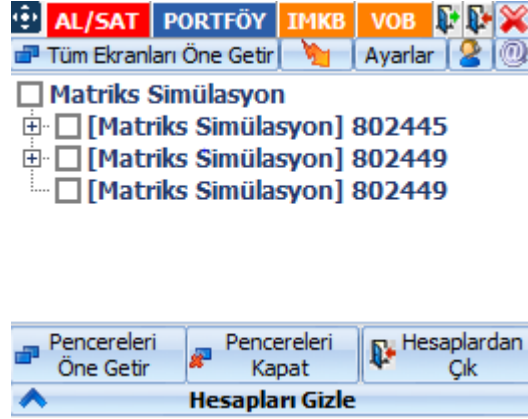 AL/SAT PORTFÖY IMKB VOB
Tüm Ekranları Öne Getir Ayarlar @
Matriks Simülasyon
[Matriks Simülasyon] 802445
[Matriks Simülasyon] 802449
[Matriks Simülasyon] 802449
Pencereleri Öne Getir
Pencereleri Kapat
Hesaplardan Çık
Hesapları Gizle